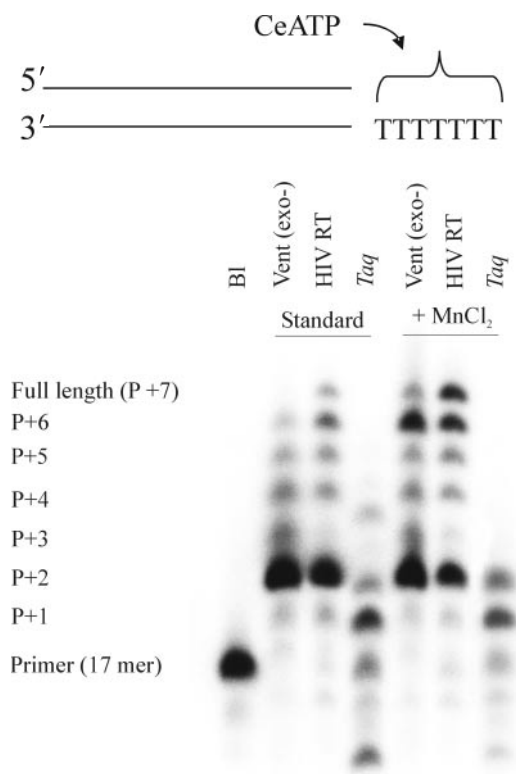 CeATP
5′
3′ TTTTTTT
Bl Vent (exo-) HIV RT Taq Vent (exo-) HIV RT Taq
Standard + MnCl₂
Full length (P +7)
P+6
P+5
P+4
P+3
P+2
P+1
Primer (17 mer)